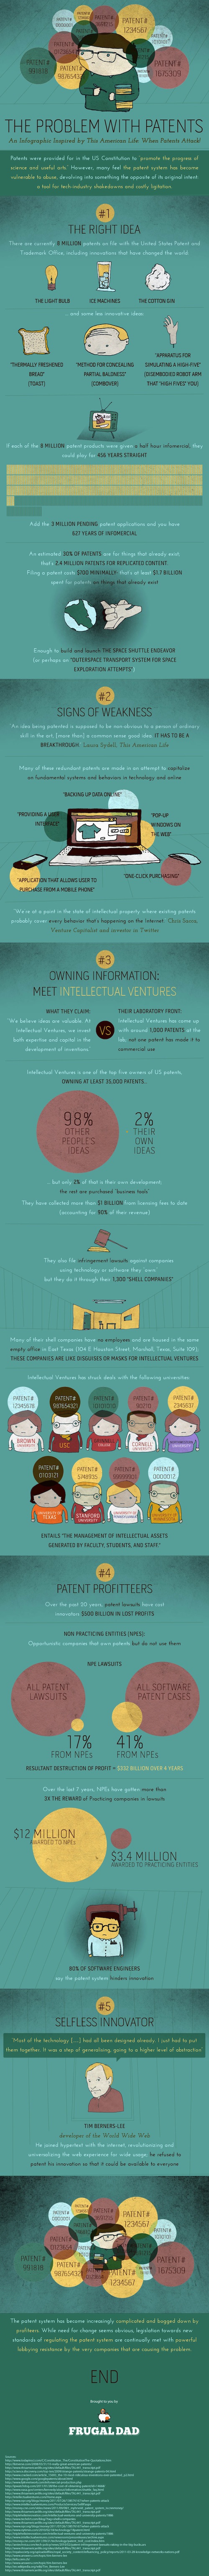 PATENT #
1234567
PATENT #
8675309
THE PROBLEM WITH PATENTS
An Infographic Inspired by This American Life "When Patents Attack!"
Patents were provided for in the US Constitution to "promote the progress of
science and useful arts." However, many feel the patent system has become
vulnerable to abuse, devolving into something the opposite of its original intent:
a tool for tech-industry shakedowns and costly litigation.
#1
THE RIGHT IDEA
There are currently 8 MILLION patents on file with the United States Patent and
Trademark Office, including innovations that have changed the world.
THE LIGHT BULB
ICE MACHINES
THE COTTON GIN
... and some less innovative ideas:
"THERMALLY FRESHENED
BREAD"
(TOAST)
"METHOD FOR CONCEALING
PARTIAL BALDNESS"
(COMBOVER)
"APPARATUS FOR
SIMULATING A HIGH-FIVE"
(DISEMBODIED ROBOT ARM
THAT "HIGH FIVES" YOU)
If each of the 8 MILLION patent products were given a half hour infomercial, they
could play for 456 YEARS STRAIGHT
Add the 3 MILLION PENDING patent applications and you have
627 YEARS OF INFOMERCIAL
An estimated 30% OF PATENTS are for things that already exist,
that's 2.4 MILLION PATENTS FOR REPLICATED CONTENT.
Filing a patent costs $700 MINIMALLY: that's at least $1.7 BILLION
spent for patents on things that already exist
Enough to build and launch THE SPACE SHUTTLE ENDEAVOR
(or perhaps an "OUTERSPACE TRANSPORT SYSTEM FOR SPACE
EXPLORATION ATTEMPTS")
#2
SIGNS OF WEAKNESS
"An idea being patented is supposed to be non-obvious to a person of ordinary
skill in the art, [more than] a common sense good idea, IT HAS TO BE A
BREAKTHROUGH." Laura Sydell, This American Life
Many of these redundant patents are made in an attempt to capitalize
on fundamental systems and behaviors in technology and online
"BACKING UP DATA ONLINE"
"PROVIDING A USER
INTERFACE"
"POP-UP
WINDOWS ON
THE WEB"
"APPLICATION THAT ALLOWS USER TO
PURCHASE FROM A MOBILE PHONE"
"ONE-CLICK PURCHASING"
"We're at a point in the state of intellectual property where existing patents
probably cover every behavior that's happening on the Internet." Chris Sacca,
Venture Capitalist and investor in Twitter
#3
OWNING INFORMATION:
MEET INTELLECTUAL VENTURES
WHAT THEY CLAIM:
"We believe ideas are valuable. At
Intellectual Ventures, we invest
both expertise and capital in the
development of inventions."
VS
THEIR LABORATORY FRONT:
Intellectual Ventures has come up
with around 1,000 PATENTS at the
lab, not one patent has made it to
commercial use
Intellectual Ventures is one of the top five owners of US patents,
OWNING AT LEAST 35,000 PATENTS...
98%
OTHER
PEOPLE'S
IDEAS
2%
THEIR
OWN
IDEAS
... but only 2% of that is their own development,
the rest are purchased "business tools"
They have collected more than $1 BILLION from licensing fees to date
(accounting for 90% of their revenue)
They also file infringement lawsuits against companies
using technology or software they "own"
but they do it through their 1,300 "SHELL COMPANIES"
Many of their shell companies have no employees and are housed in the same
empty office in East Texas (104 E Houston Street, Marshall, Texas, Suite 109).
THESE COMPANIES ARE LIKE DISGUISES OR MASKS FOR INTELLECTUAL VENTURES
Intellectual Ventures has struck deals with the following universities:
PATENT #
12345678
PATENT #
987654321
PATENT #
PATENT #
90210
PATENT #
2345637
BROWN
UNIVERSITY
USC
CORNELL
UNIVERSITY
PATENT #
0103121
PATENT #
5748935
PATENT #
PATENT #
0000012
UNIVERSITY OF
TEXAS
STANFORD
UNIVERSITY
UNIVERSITY OF
MINNESOTA
ENTAILS "THE MANAGEMENT OF INTELLECTUAL ASSETS
GENERATED BY FACULTY, STUDENTS, AND STAFF."
#4
PATENT PROFITTEERS
Over the past 20 years, patent lawsuits have cost
innovators $500 BILLION IN LOST PROFITS
NON PRACTICING ENTITIES (NPES):
Opportunistic companies that own patents but do not use them
NPE LAWSUITS
ALL PATENT
LAWSUITS
ALL SOFTWARE
PATENT CASES
17%
FROM NPEs
41%
FROM NPEs
RESULTANT DESTRUCTION OF PROFIT = $332 BILLION OVER 4 YEARS
Over the last 7 years, NPEs have gotten more than
3X THE REWARD of Practicing companies in lawsuits
$12 MILLION
AWARDED TO NPEs
$3.4 MILLION
AWARDED TO PRACTICING ENTITIES
80% OF SOFTWARE ENGINEERS
say the patent system hinders innovation
#5
SELFLESS INNOVATOR
"Most of the technology [.....] had all been designed already. I just had to put
them together. It was a step of generalising, going to a higher level of abstraction"
TIM BERNERS-LEE
developer of the World Wide Web
He joined hypertext with the internet, revolutionizing and
universalizing the web experience for wide usage. he refused to
patent his innovation so that it could be available to everyone
PATENT #
1234567
PATENT #
8675309
The patent system has become increasingly complicated and bogged down by
profiteers. While need for change seems obvious, legislation toward new
standards of regulating the patent system are continually met with powerful
lobbying resistance by the very companies that are causing the problem.
END
Brought to you by
FRUGAL DAD